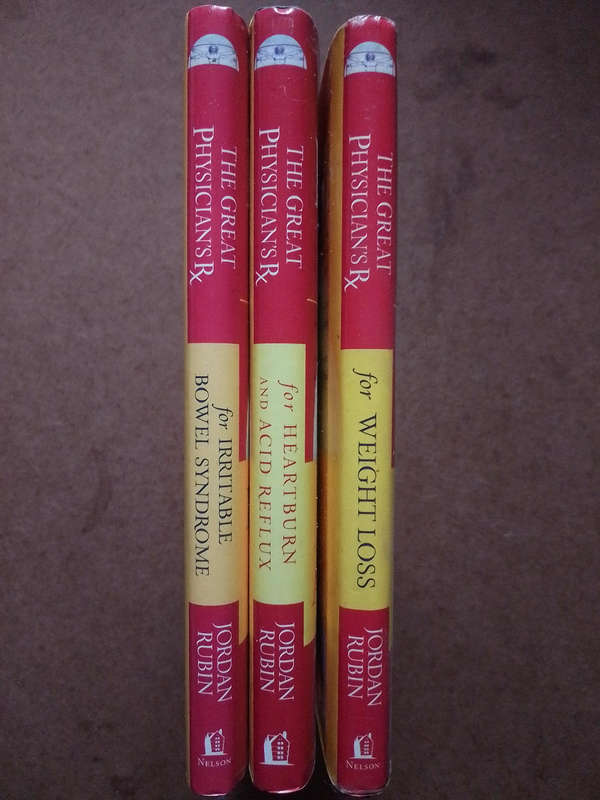 THE GREAT
PHYSICIAN'S Rx
for IRRITABLE
BOWEL SYNDROME
JORDAN
RUBIN
NELSON
THE GREAT
PHYSICIAN'S Rx
for HEARTBURN
AND ACID REFLUX
JORDAN
RUBIN
THE GREAT
PHYSICIAN'S Rx
for WEIGHT LOSS
JORDAN
RUBIN
NELSON